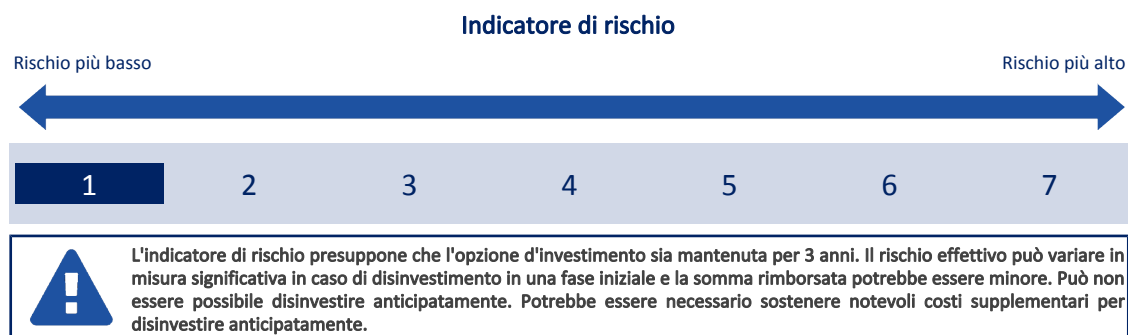 Indicatore di rischio
Rischio più basso
Rischio più alto
1 2 3 4 5 6 7
L'indicatore di rischio presuppone che l'opzione d'investimento sia mantenuta per 3 anni. Il rischio effettivo può variare in
misura significativa in caso di disinvestimento in una fase iniziale e la somma rimborsata potrebbe essere minore. Può non
essere possibile disinvestire anticipatamente. Potrebbe essere necessario sostenere notevoli costi supplementari per
disinvestire anticipatamente.